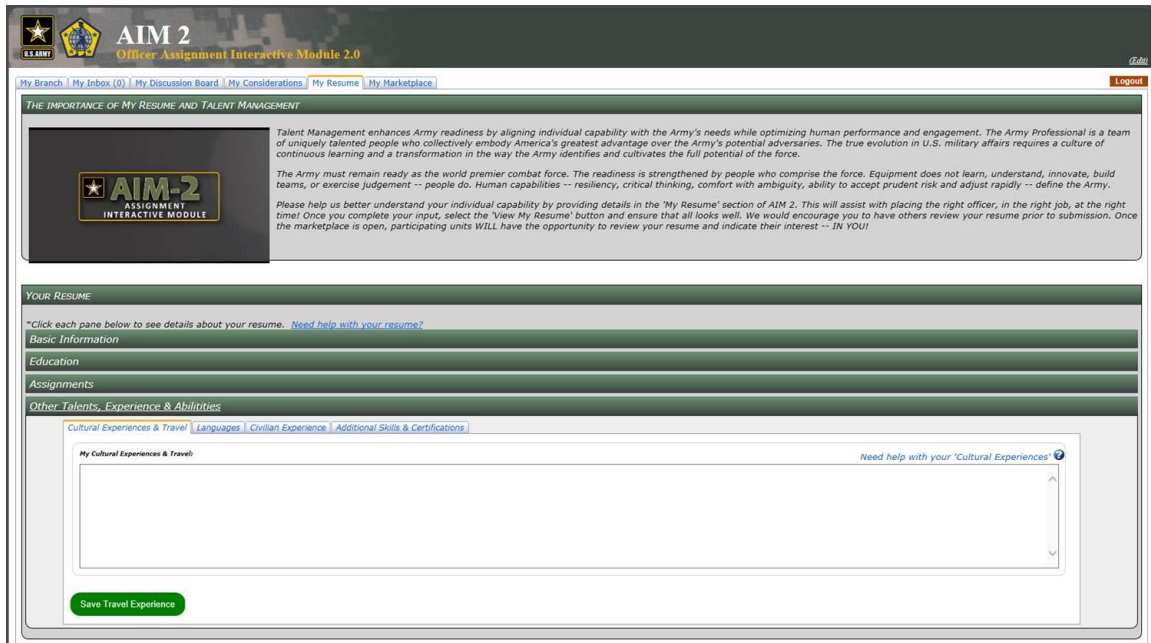 U.S. ARMY
AIM 2
Officer Assignment Interactive Module 2.0
(Edit)
My Branch My Inbox (0) My Discussion Board My Considerations My Resume My Marketplace
Logout
THE IMPORTANCE OF MY RESUME AND TALENT MANAGEMENT
AIM-2
ASSIGNMENT
INTERACTIVE MODULE
Talent Management enhances Army readiness by aligning individual capability with the Army's needs while optimizing human performance and engagement. The Army Professional is a team
of uniquely talented people who collectively embody America's greatest advantage over the Army's potential adversaries. The true evolution in U.S. military affairs requires a culture of
continuous learning and a transformation in the way the Army identifies and cultivates the full potential of the force.
The Army must remain ready as the world premier combat force. The readiness is strengthened by people who comprise the force. Equipment does not learn, understand, innovate, build
teams, or exercise judgement -- people do. Human capabilities -- resiliency, critical thinking, comfort with ambiguity, ability to accept prudent risk and adjust rapidly -- define the Army.
Please help us better understand your individual capability by providing details in the 'My Resume' section of AIM 2. This will assist with placing the right officer, in the right job, at the right
time! Once you complete your input, select the 'View My Resume' button and ensure that all looks well. We would encourage you to have others review your resume prior to submission. Once
the marketplace is open, participating units WILL have the opportunity to review your resume and indicate their interest -- IN YOU!
YOUR RESUME
*Click each pane below to see details about your resume. Need help with your resume?
Basic Information
Education
Assignments
Other Talents, Experience & Abilitities
Cultural Experiences & Travel Languages Civilian Experience Additional Skills & Certifications
My Cultural Experiences & Travel:
Need help with your 'Cultural Experiences' ?
Save Travel Experience